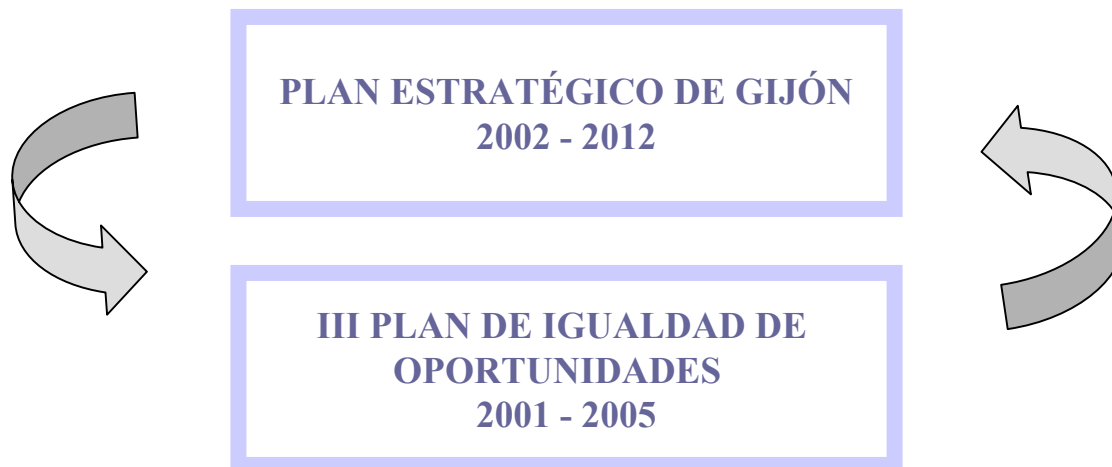 PLAN ESTRATÉGICO DE GIJÓN
2002 - 2012
III PLAN DE IGUALDAD DE
OPORTUNIDADES
2001 - 2005